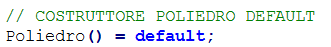 // COSTRUTTORE POLIEDRO DEFAULT
Poliedro() = default;